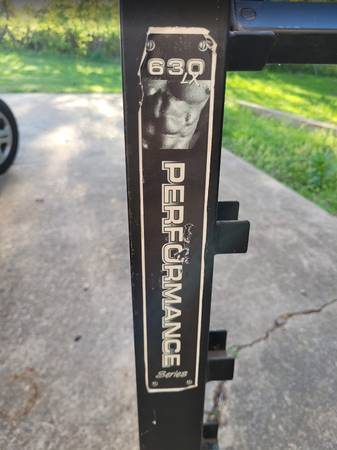 630
LX
PERFORMANCE
Series